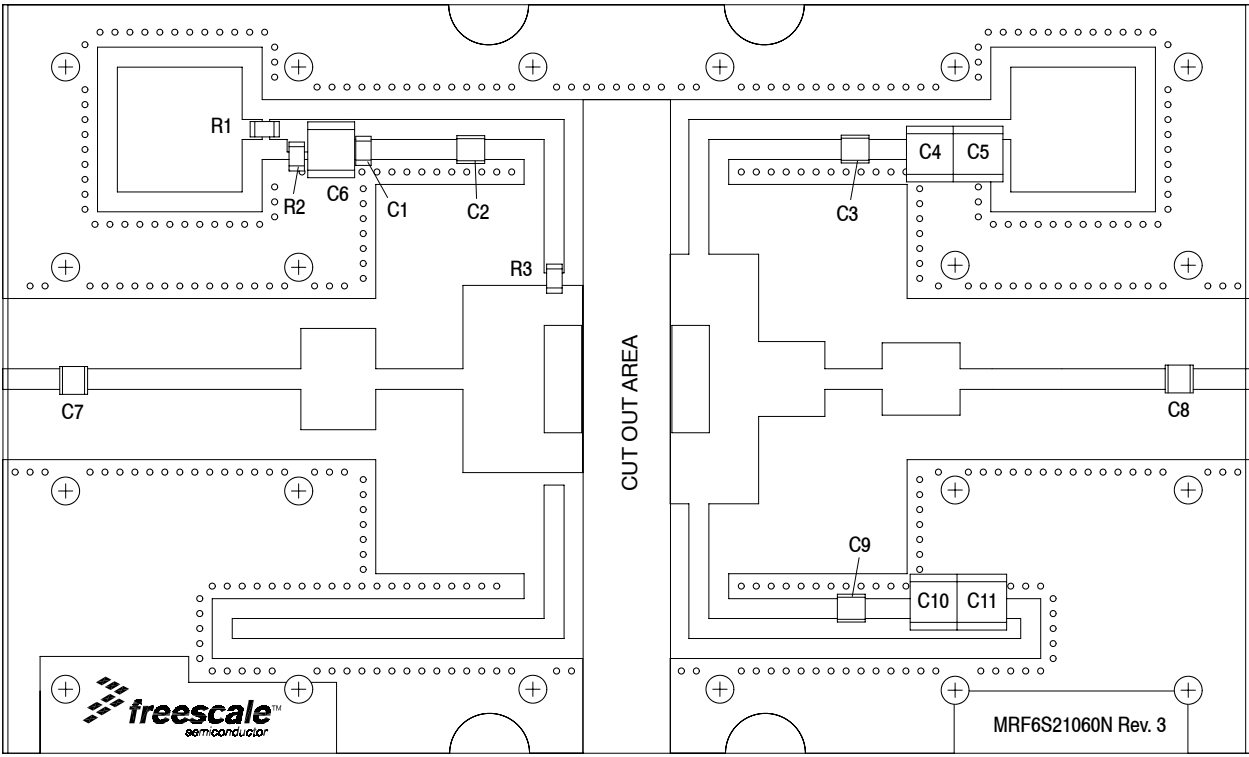 R1
C4 C5
R2
C6
C1
C2
C3
R3
CUT OUT AREA
C7
C8
C9
C10 C11
freescale™
semiconductor
MRF6S21060N Rev. 3